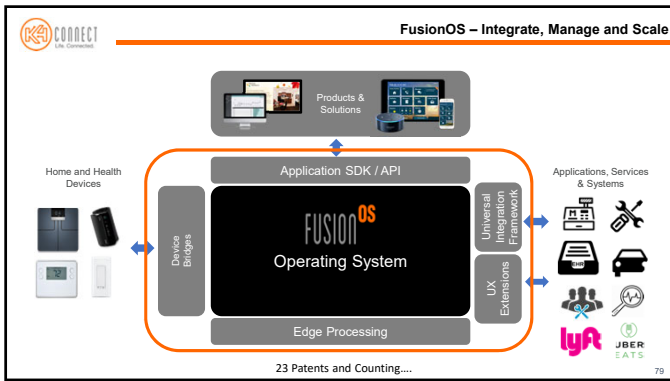 K4 CONNECT
Life. Connected.
FusionOS – Integrate, Manage and Scale
Products &
Solutions
Home and Health
Devices
Application SDK / API
Applications, Services
& Systems
Device
Bridges
FUSION OS
Operating System
Universal
Integration
Framework
UX
Extensions
EHR
Edge Processing
lyft
UBER
EATS
23 Patents and Counting....
79